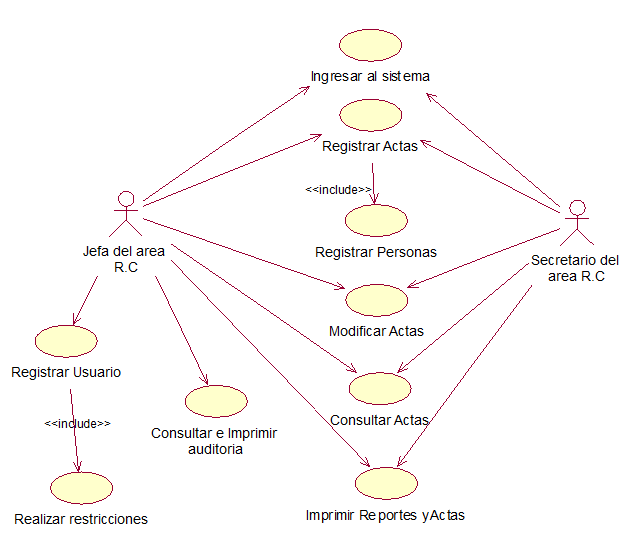 Ingresar al sistema
Registrar Actas
<<include>>
Registrar Personas
Jefa del area
R.C
Secretario del
area R.C
Modificar Actas
Registrar Usuario
Consultar Actas
<<include>>
Consultar e Imprimir
auditoria
Realizar restricciones
Imprimir Reportes yActas